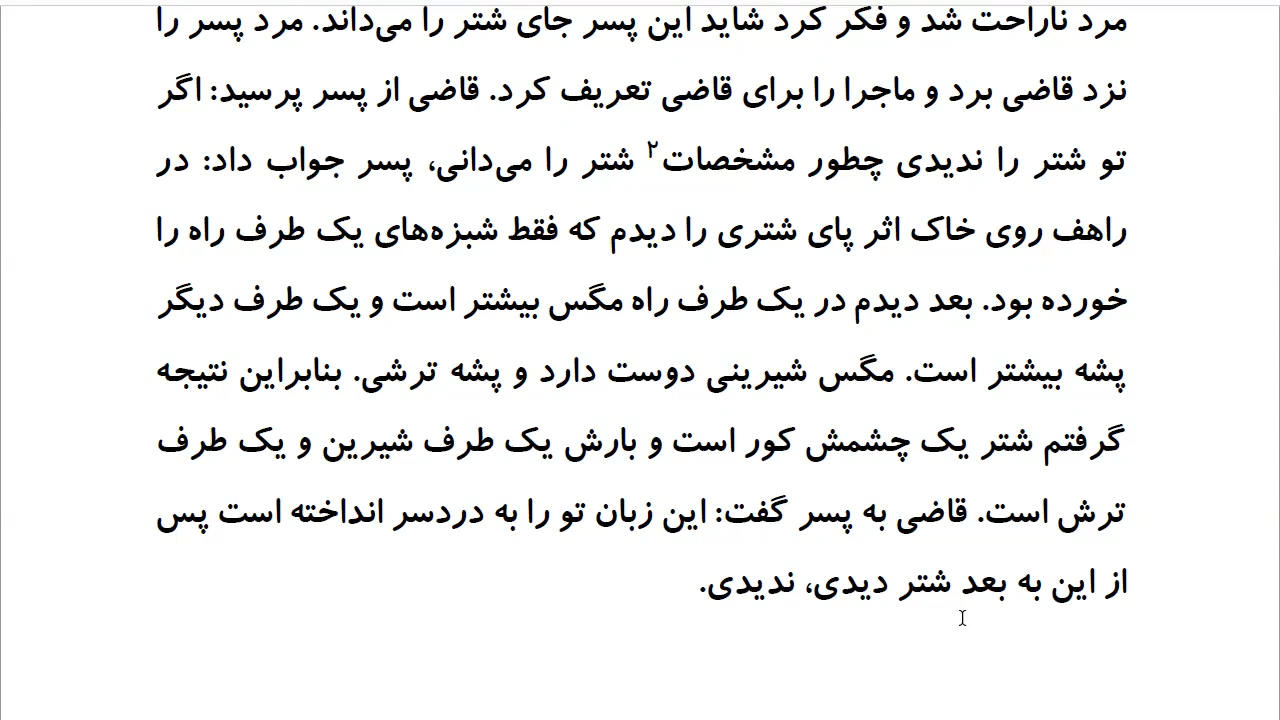 مرد ناراحت شد و فکر کرد شاید این پسر جای شتر را می‌داند. مرد پسر را
نزد قاضی برد و ماجرا را برای قاضی تعریف کرد. قاضی از پسر پرسید: اگر
تو شتر را ندیدی چطور مشخصات۲ شتر را می‌دانی، پسر جواب داد: در
راهف روی خاک اثر پای شتری را دیدم که فقط شبزه‌های یک طرف راه را
خورده بود. بعد دیدم در یک طرف راه مگس بیشتر است و یک طرف دیگر
پشه بیشتر است. مگس شیرینی دوست دارد و پشه ترشی. بنابراین نتیجه
گرفتم شتر یک چشمش کور است و بارش یک طرف شیرین و یک طرف
ترش است. قاضی به پسر گفت: این زبان تو را به دردسر انداخته است پس
از این به بعد شتر دیدی، ندیدی.